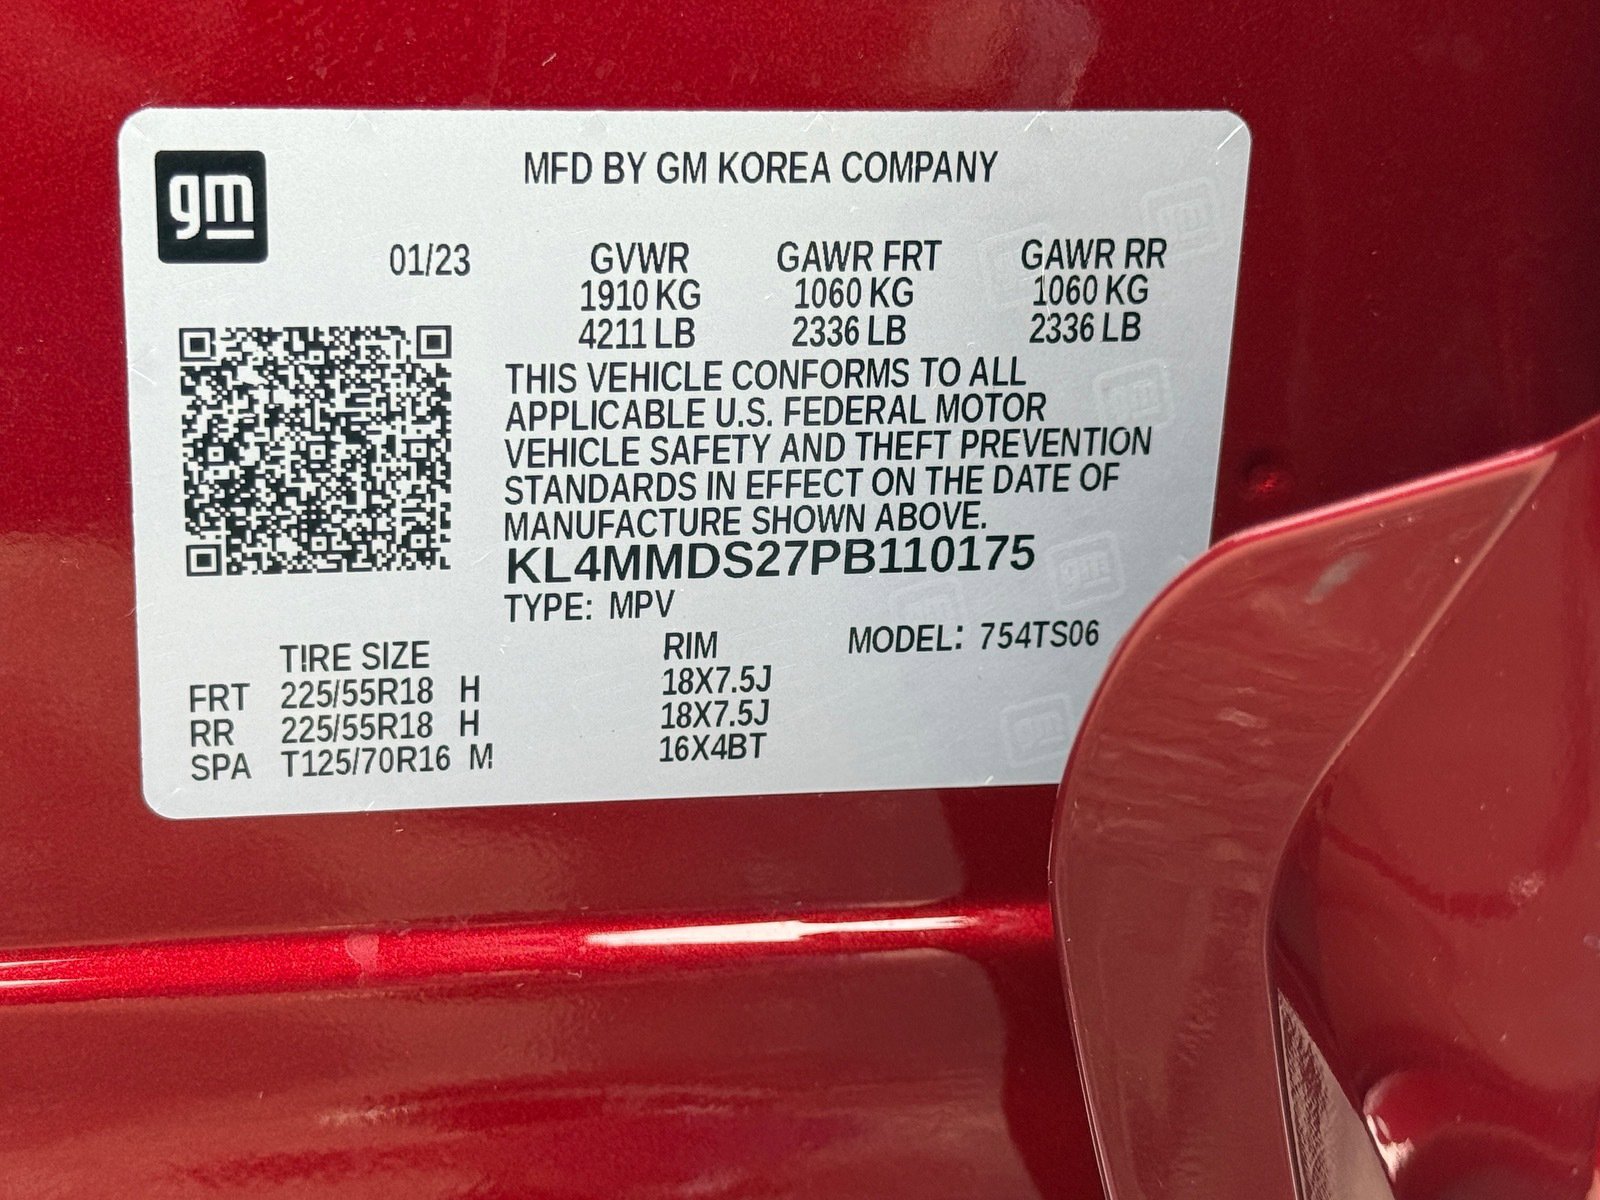 gm
MFD BY GM KOREA COMPANY
01/23 GVWR GAWR FRT GAWR RR
1910 KG 1060 KG 1060 KG
4211 LB 2336 LB 2336 LB
THIS VEHICLE CONFORMS TO ALL
APPLICABLE U.S. FEDERAL MOTOR
VEHICLE SAFETY AND THEFT PREVENTION
STANDARDS IN EFFECT ON THE DATE OF
MANUFACTURE SHOWN ABOVE.
KL4MMDS27PB110175
TYPE: MPV
TIRE SIZE RIM MODEL: 754TS06
FRT 225/55R18 H 18X7.5J
RR 225/55R18 H 18X7.5J
SPA T125/70R16 M 16X4BT